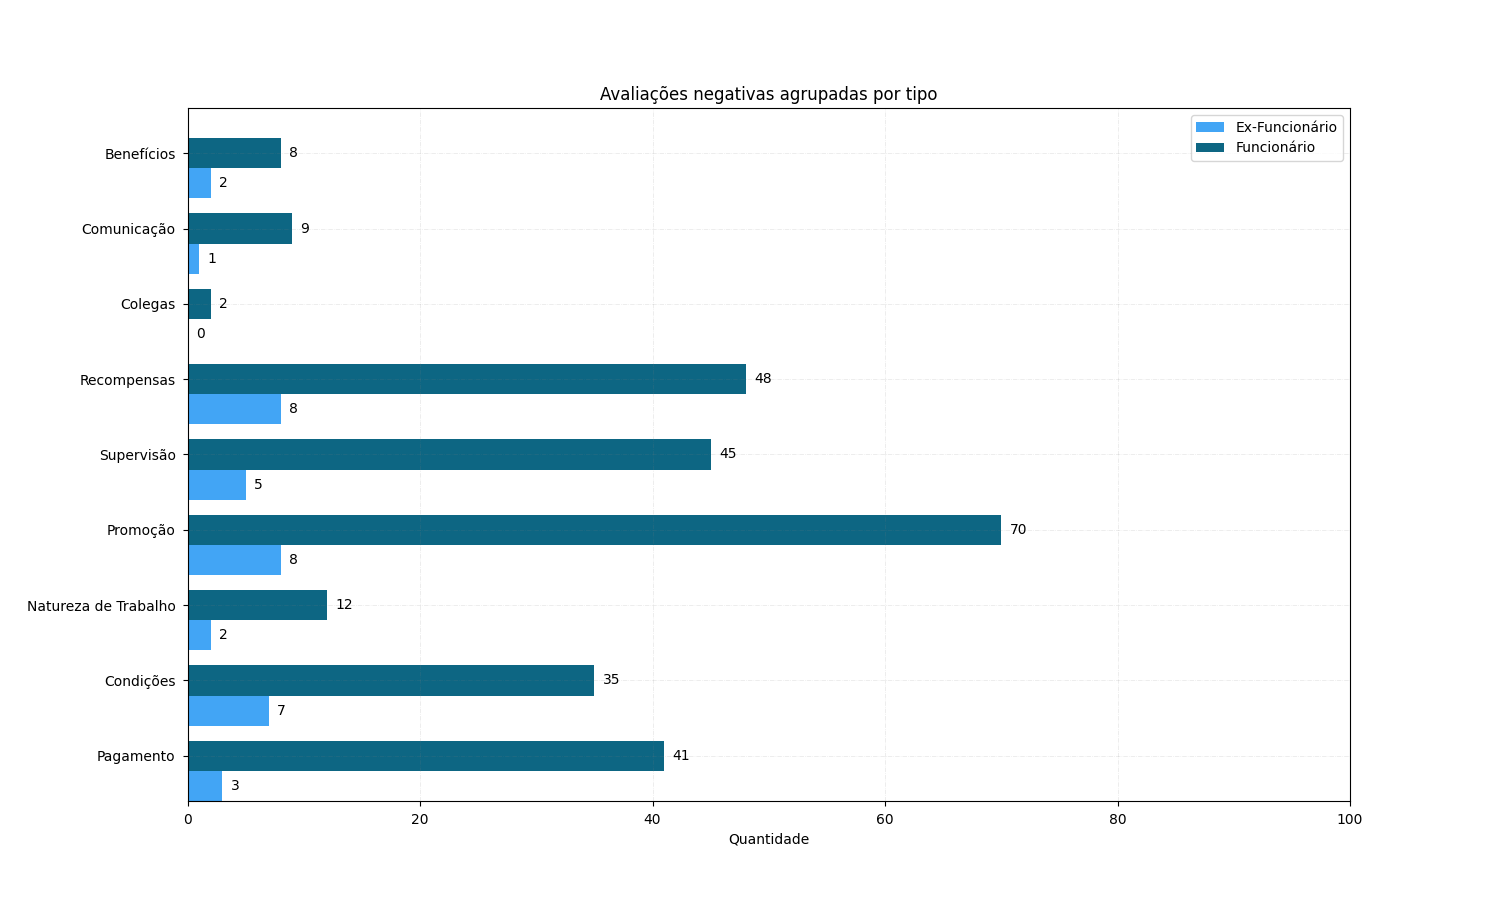 Avaliações negativas agrupadas por tipo
Ex-Funcionário
Funcionário
Benefícios 8
2
Comunicação 9
1
Colegas 2
0
Recompensas 48
8
Supervisão 45
5
Promoção 70
8
Natureza de Trabalho 12
2
Condições 35
7
Pagamento 41
3
0 20 40 60 80 100
Quantidade